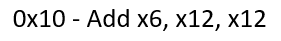 0x10 - Add x6, x12, x12